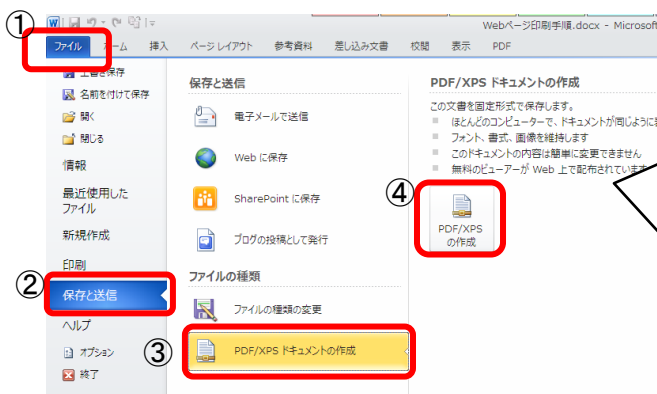 ①
Webページ印刷手順.docx - Microsoft
ファイル ホーム 挿入 ページ レイアウト 参考資料 差し込み文書 校閲 表示 PDF
上書き保存
名前を付けて保存
開く
閉じる
情報
最近使用した
ファイル
新規作成
印刷
②
保存と送信
ヘルプ
オプション
終了
保存と送信
電子メールで送信
Web に保存
SharePoint に保存
ブログの投稿として発行
ファイルの種類
ファイルの種類の変更
③
PDF/XPS ドキュメントの作成
PDF/XPS ドキュメントの作成
この文書を固定形式で保存します。
ほとんどのコンピューターで、ドキュメントが同じように
フォント、書式、画像を維持します
このドキュメントの内容は簡単に変更できません
無料のビューアーが Web 上で配布されています
④
PDF/XPS
の作成